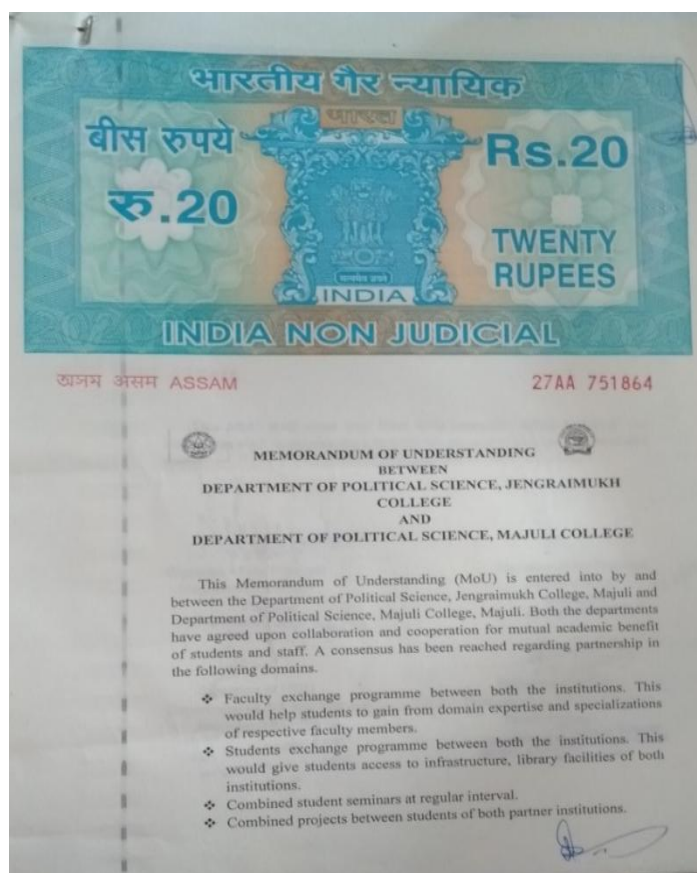 भारतीय गैर न्यायिक
भारत
बीस रुपये
रु.20
Rs.20
TWENTY
RUPEES
सत्यमेव जयते
INDIA
INDIA NON JUDICIAL
অসম असम ASSAM
27AA 751864
MEMORANDUM OF UNDERSTANDING
BETWEEN
DEPARTMENT OF POLITICAL SCIENCE, JENGRAIMUKH
COLLEGE
AND
DEPARTMENT OF POLITICAL SCIENCE, MAJULI COLLEGE
This Memorandum of Understanding (MoU) is entered into by and
between the Department of Political Science, Jengraimukh College, Majuli and
Department of Political Science, Majuli College, Majuli. Both the departments
have agreed upon collaboration and cooperation for mutual academic benefit
of students and staff. A consensus has been reached regarding partnership in
the following domains.
❖ Faculty exchange programme between both the institutions. This
would help students to gain from domain expertise and specializations
of respective faculty members.
❖ Students exchange programme between both the institutions. This
would give students access to infrastructure, library facilities of both
institutions.
❖ Combined student seminars at regular interval.
❖ Combined projects between students of both partner institutions.